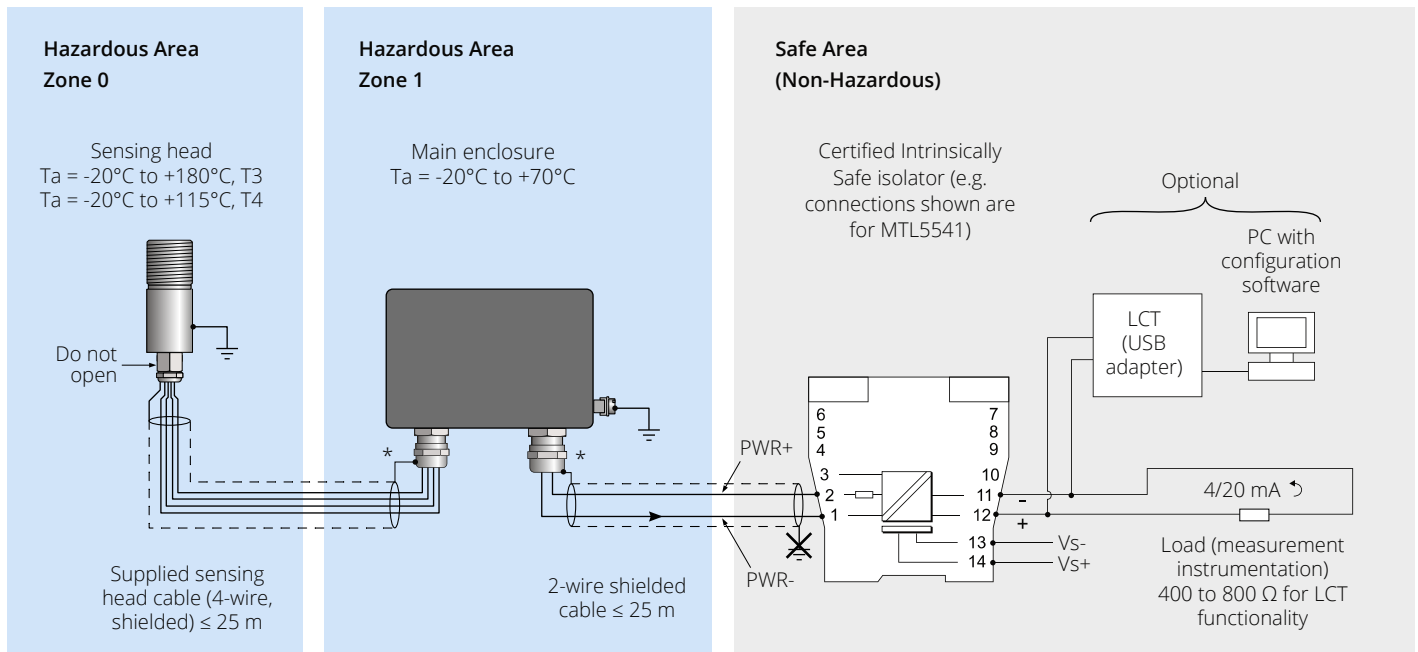 Hazardous Area
Zone 0
Sensing head
Ta = -20°C to +180°C, T3
Ta = -20°C to +115°C, T4
Do not
open
Supplied sensing
head cable (4-wire,
shielded) ≤ 25 m
Hazardous Area
Zone 1
Main enclosure
Ta = -20°C to +70°C
*
*
2-wire shielded
cable ≤ 25 m
Safe Area
(Non-Hazardous)
Certified Intrinsically
Safe isolator (e.g.
connections shown are
for MTL5541)
PWR+
PWR-
6
5
4
3
2
1
7
8
9
10
11
12
13
14
-
+
Vs-
Vs+
Optional
PC with
configuration
software
LCT
(USB
adapter)
4/20 mA
Load (measurement
instrumentation)
400 to 800 Ω for LCT
functionality